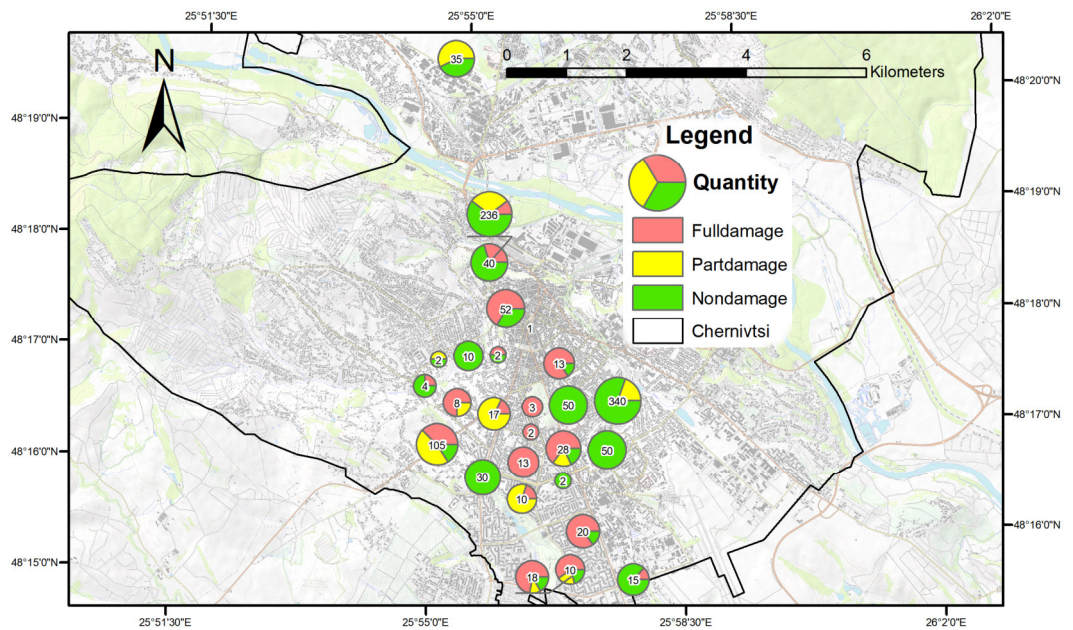 25°51'30"E 25°55'0"E 25°58'30"E 26°2'0"E
35
0 1 2 4 6
Kilometers
N
48°20'0"N
48°19'0"N
Legend
Quantity
48°19'0"N
236
48°18'0"N
Fulldamage
40
Partdamage
Nondamage
48°18'0"N
52
1
Chernivtsi
48°17'0"N
2 10 2 13
4
8 17 3 50 340
48°17'0"N
2
105 28 50
48°16'0"N
13
30 2
10
20
48°16'0"N
48°15'0"N
18 10 15
25°51'30"E 25°55'0"E 25°58'30"E 26°2'0"E